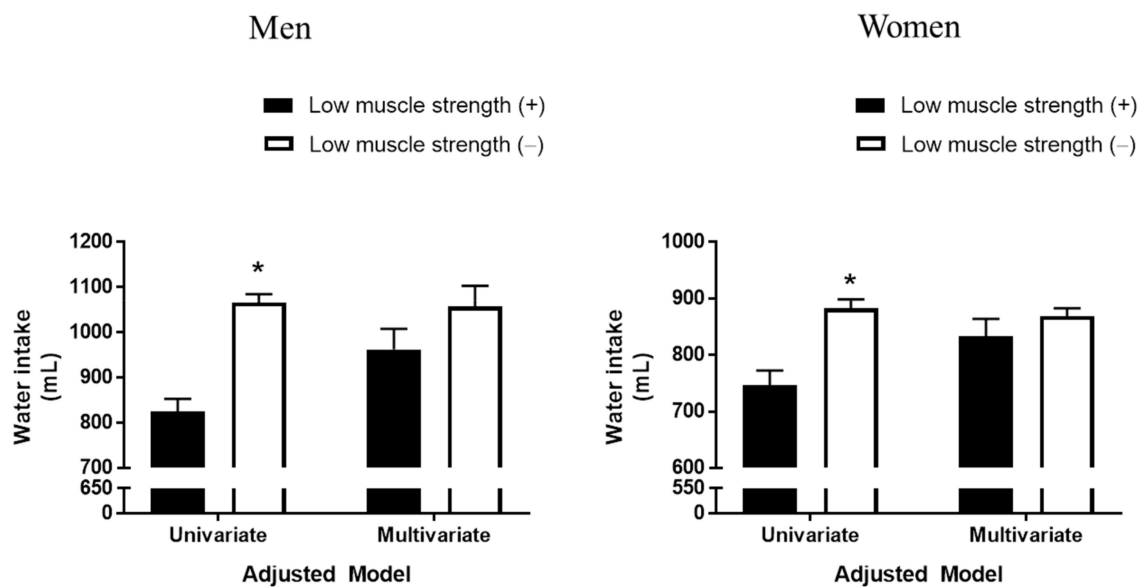 Men
Low muscle strength (+)
Low muscle strength (–)
1200
1100
1000
900
800
700
650
0
Water intake
(mL)
*
Univariate
Multivariate
Adjusted Model
Women
Low muscle strength (+)
Low muscle strength (–)
1000
900
800
700
600
550
0
Water intake
(mL)
*
Univariate
Multivariate
Adjusted Model